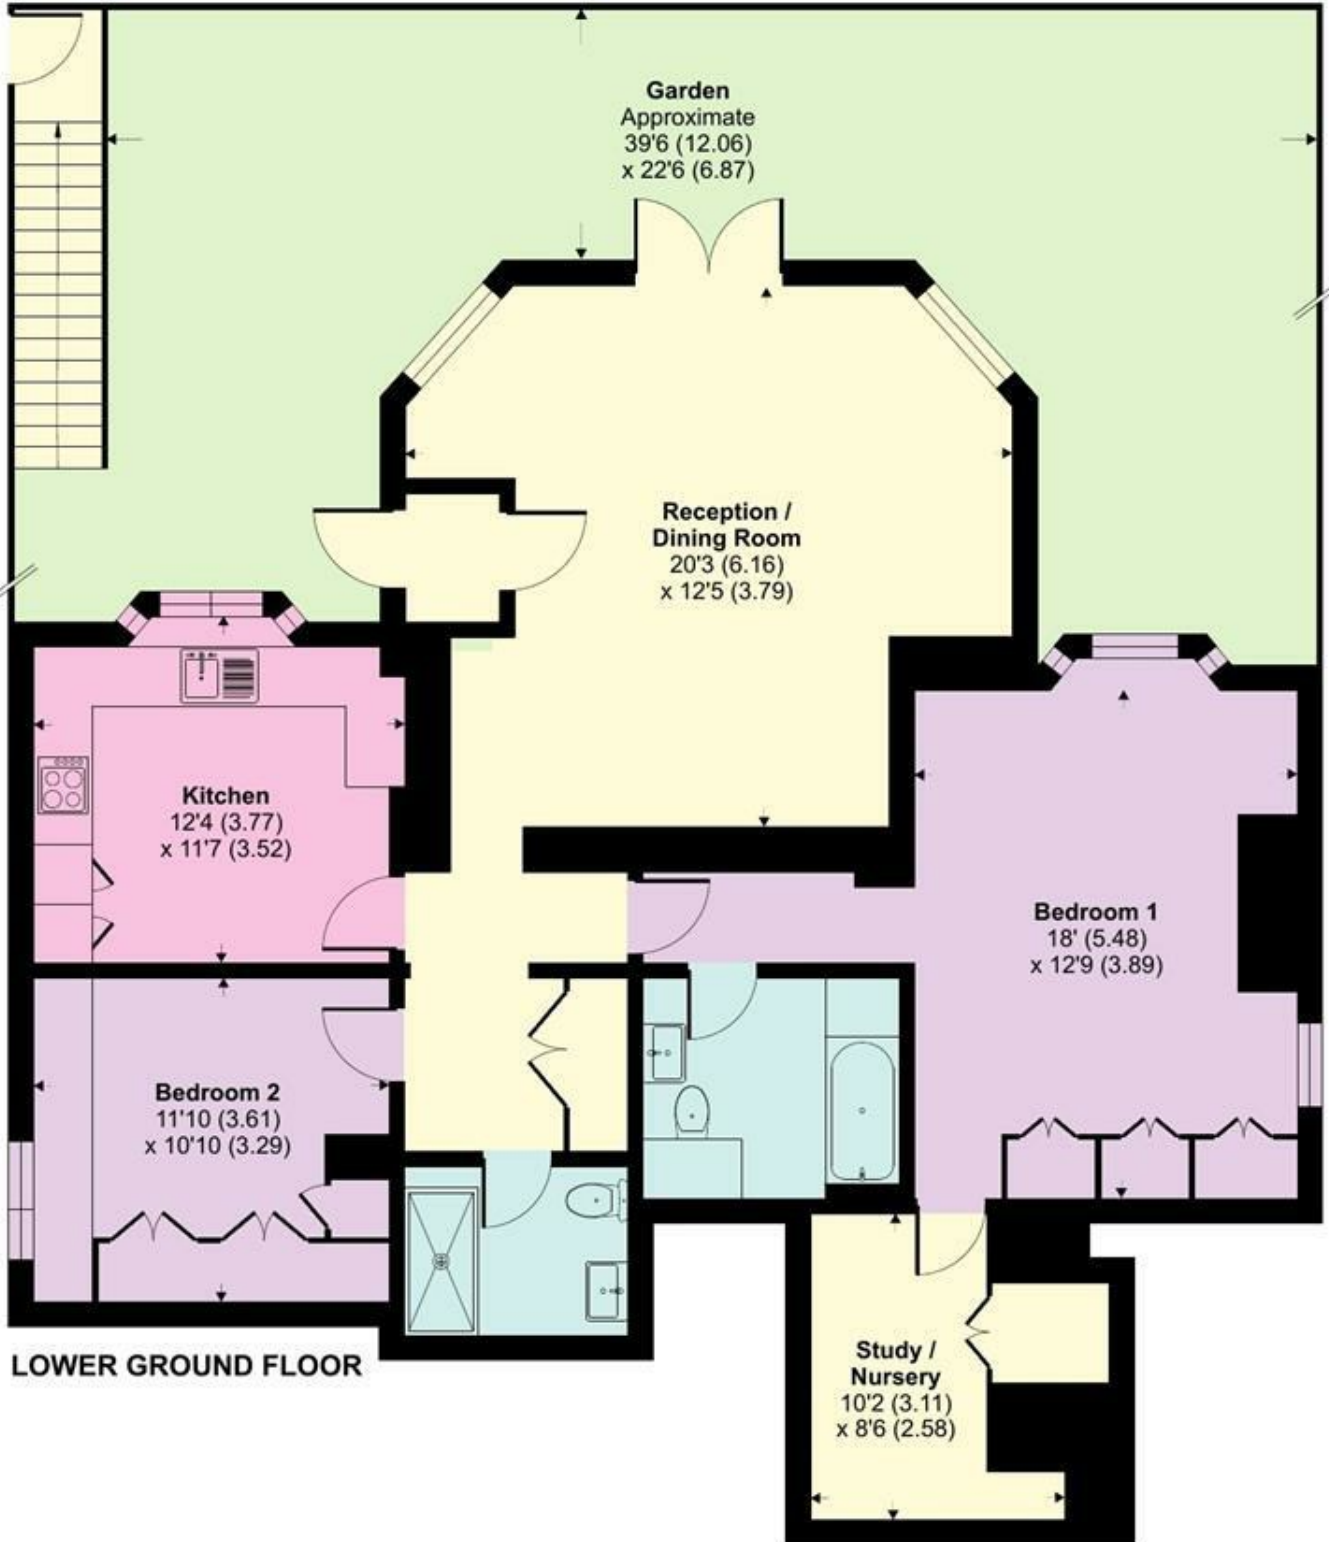 Garden
Approximate
39'6 (12.06)
x 22'6 (6.87)
Reception /
Dining Room
20'3 (6.16)
x 12'5 (3.79)
Kitchen
12'4 (3.77)
x 11'7 (3.52)
Bedroom 1
18' (5.48)
x 12'9 (3.89)
Bedroom 2
11'10 (3.61)
x 10'10 (3.29)
Study /
Nursery
10'2 (3.11)
x 8'6 (2.58)
LOWER GROUND FLOOR